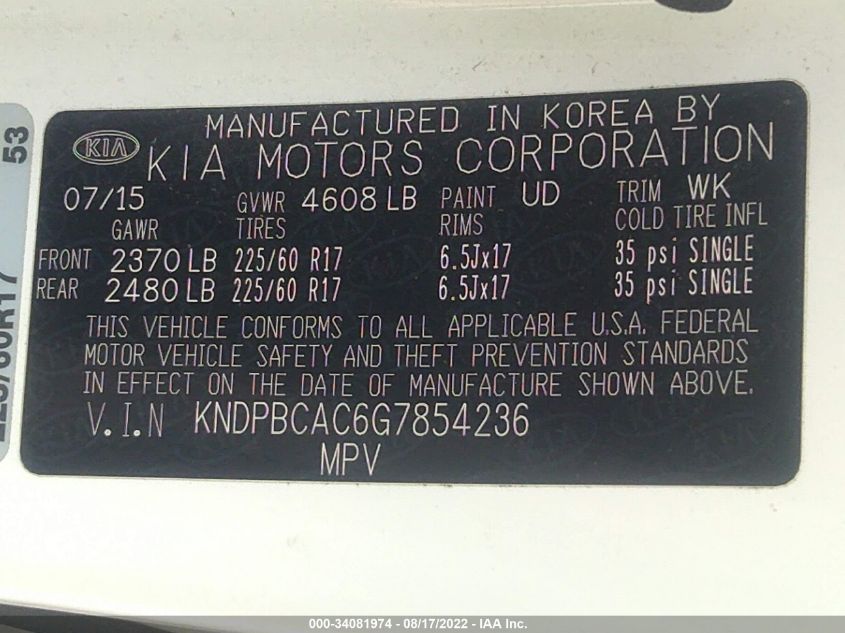 MANUFACTURED IN KOREA BY
KIA KIA MOTORS CORPORATION
07/15 GVWR 4608 LB PAINT UD TRIM WK
GAWR TIRES RIMS COLD TIRE INFL
FRONT 2370 LB 225/60 R17 6.5Jx17 35 psi SINGLE
REAR 2480 LB 225/60 R17 6.5Jx17 35 psi SINGLE
THIS VEHICLE CONFORMS TO ALL APPLICABLE U.S.A. FEDERAL
MOTOR VEHICLE SAFETY AND THEFT PREVENTION STANDARDS
IN EFFECT ON THE DATE OF MANUFACTURE SHOWN ABOVE.
V.I.N KNDPBCAC6G7854236
MPV
53
000-34081974 - 08/17/2022 - IAA Inc.